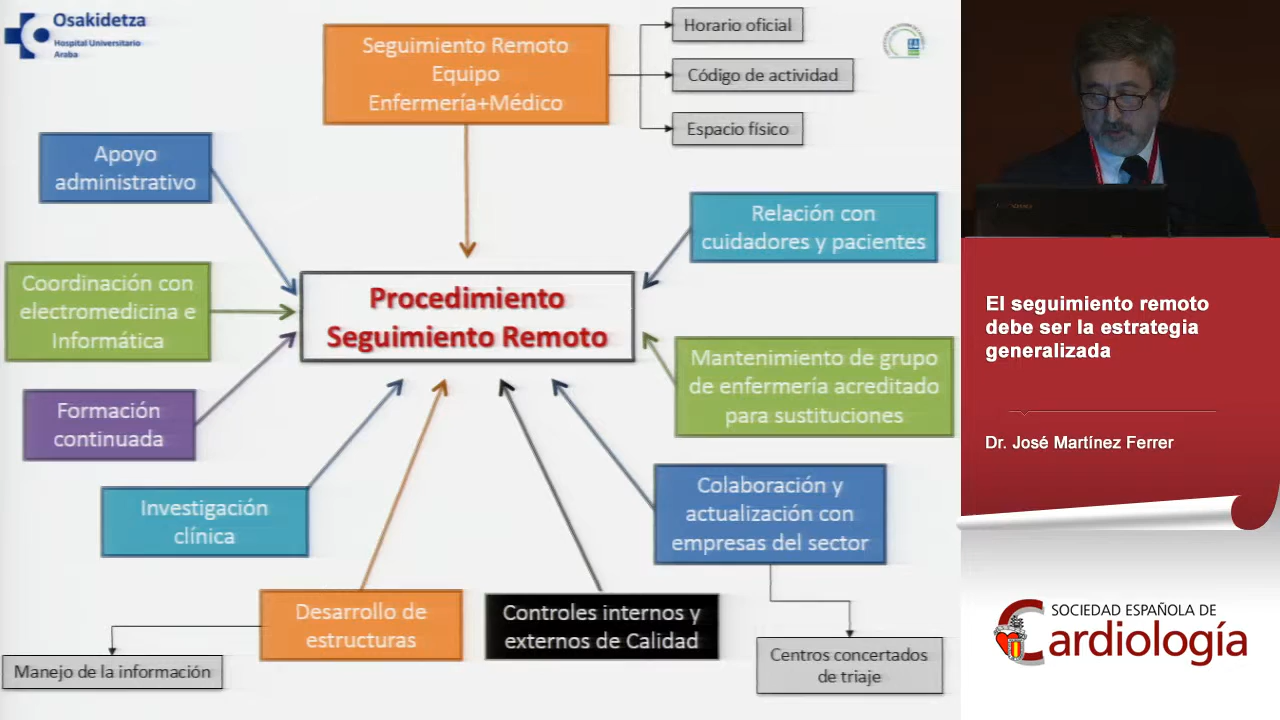 Osakidetza
Hospital Universitario
Araba
Seguimiento Remoto
Equipo
Enfermería+Médico
Horario oficial
Código de actividad
Espacio físico
Apoyo
administrativo
Relación con
cuidadores y pacientes
Coordinación con
electromedicina e
Informática
Procedimiento
Seguimiento Remoto
Mantenimiento de grupo
de enfermería acreditado
para sustituciones
Formación
continuada
Investigación
clínica
Colaboración y
actualización con
empresas del sector
Desarrollo de
estructuras
Controles internos y
externos de Calidad
Manejo de la información
Centros concertados
de triaje
El seguimiento remoto
debe ser la estrategia
generalizada
Dr. José Martínez Ferrer
SOCIEDAD ESPAÑOLA DE
Cardiología